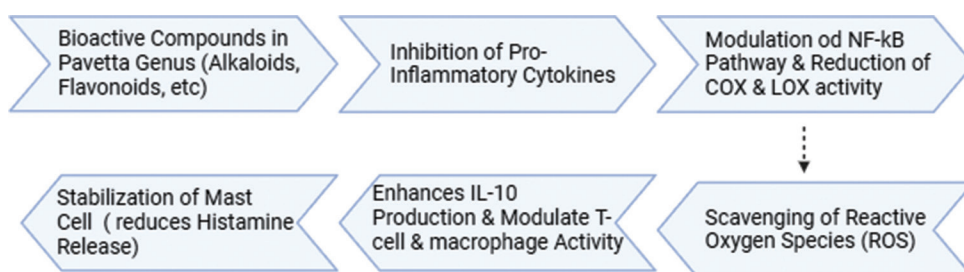 Bioactive Compounds in
Pavetta Genus (Alkaloids,
Flavonoids, etc)
Inhibition of Pro-
Inflammatory Cytokines
Modulation od NF-kB
Pathway & Reduction of
COX & LOX activity
Scavenging of Reactive
Oxygen Species (ROS)
Enhances IL-10
Production & Modulate T-
cell & macrophage Activity
Stabilization of Mast
Cell ( reduces Histamine
Release)